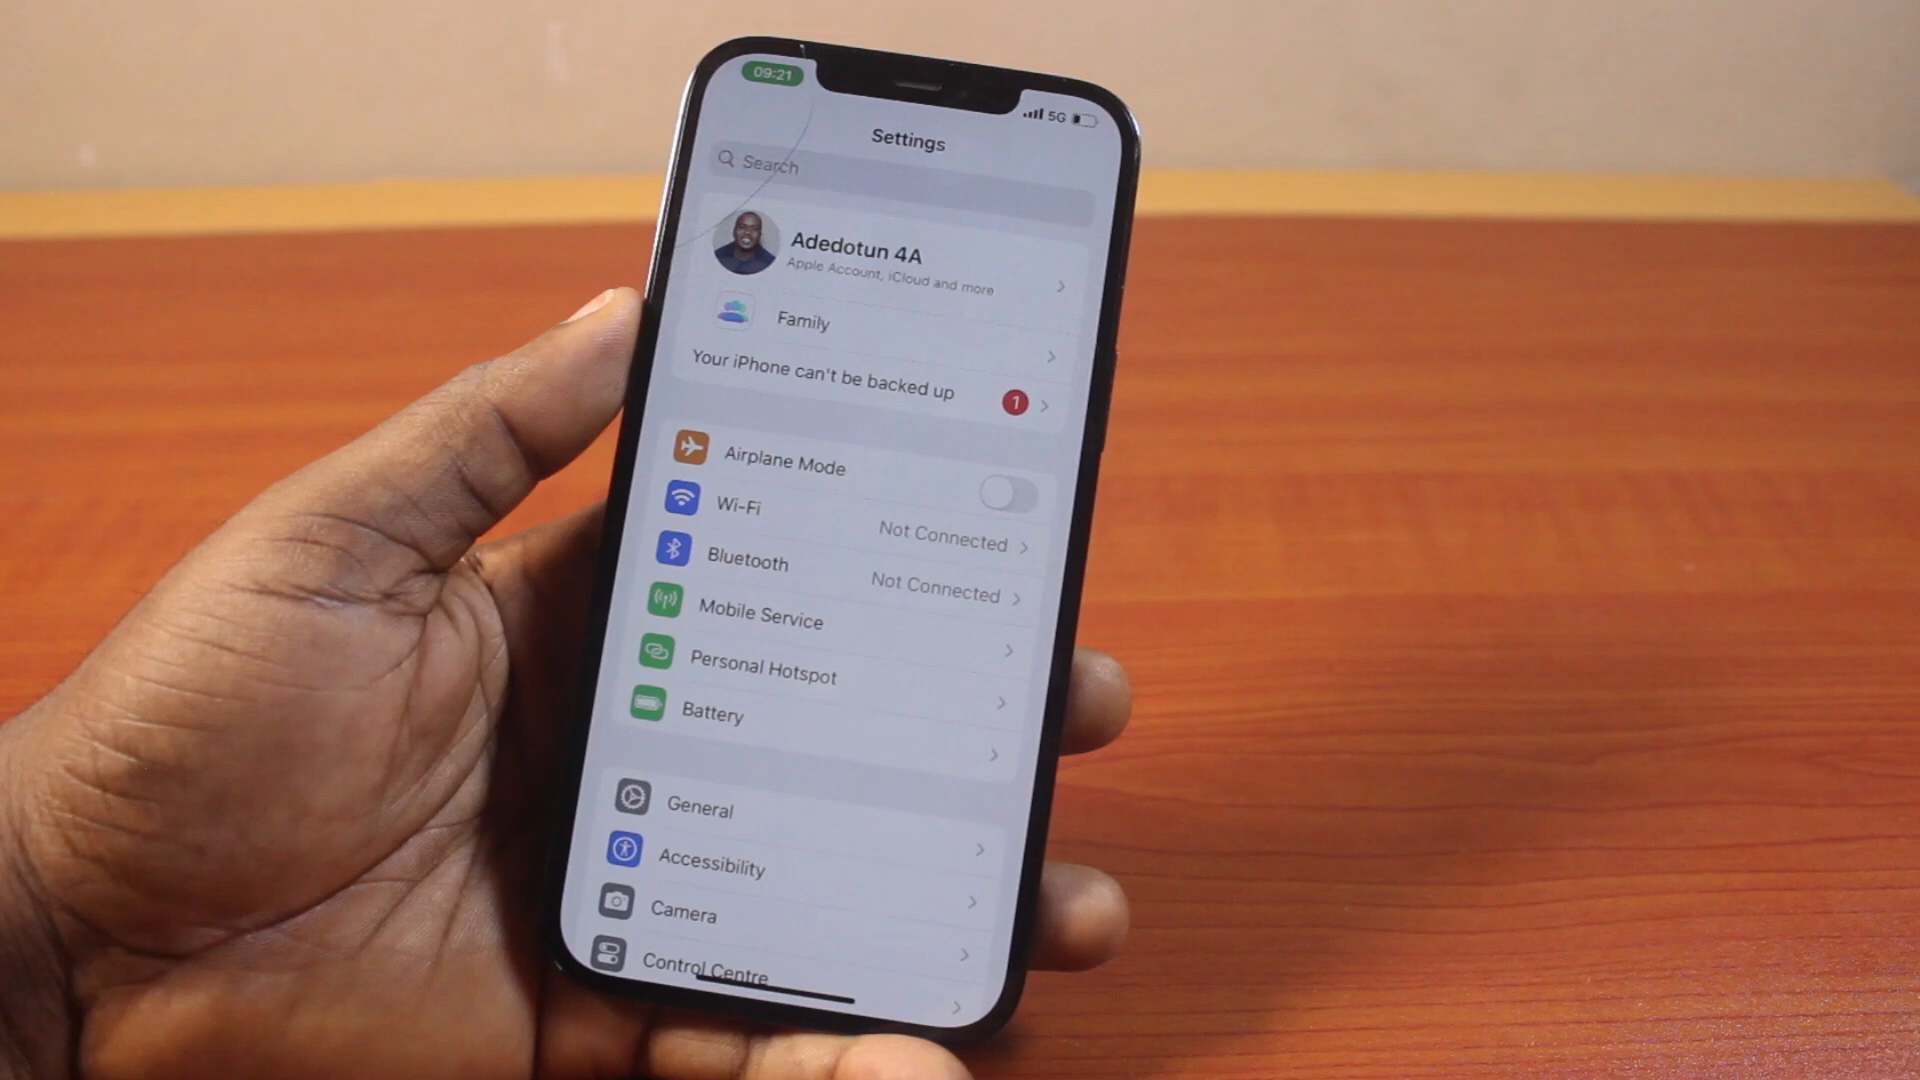 09:21
5G
Settings
Search
Adedotun 4A
Apple Account, iCloud and more
Family
Your iPhone can't be backed up
1
Airplane Mode
Wi-Fi
Not Connected
Bluetooth
Not Connected
Mobile Service
Personal Hotspot
Battery
General
Accessibility
Camera
Control Centre